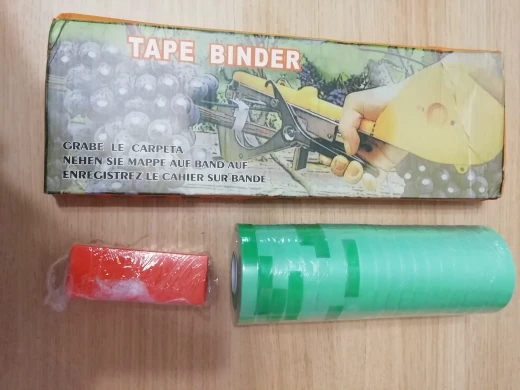 TAPE BINDER
GRABE LE CARPETA
NEHEN SIE MAPPE AUF BAND AUF
ENREGISTREZ LE CAHIER SUR BANDE